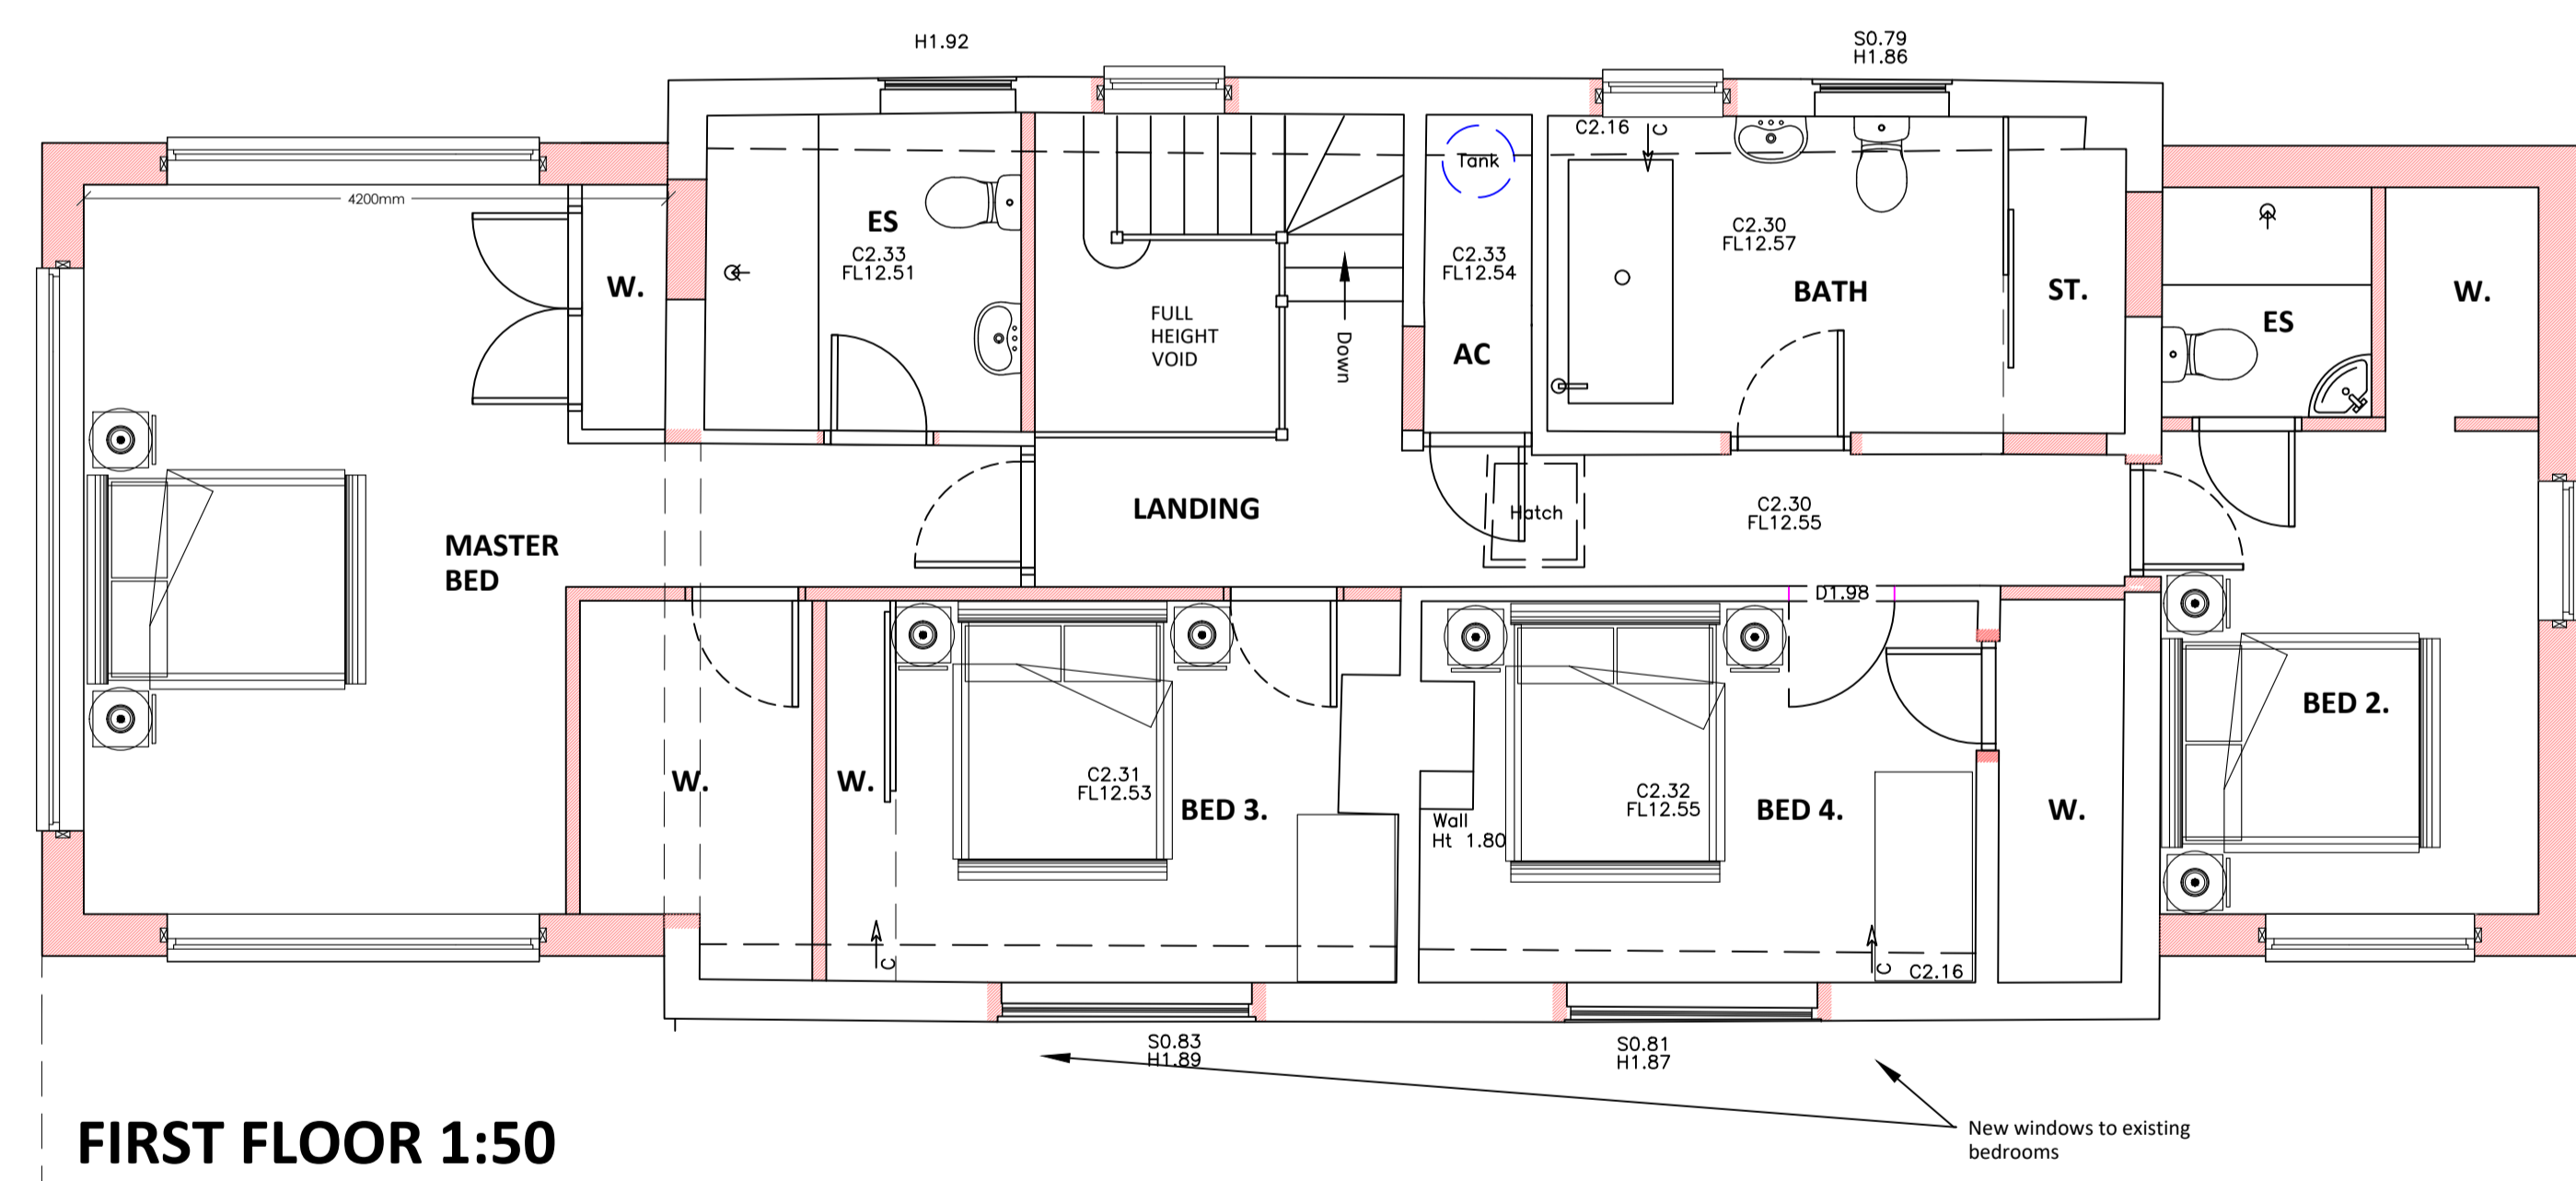 H1.92
S0.79
H1.86
4200mm
C2.16
C
Tank
ES
C2.33
FL12.51
W.
FULL
HEIGHT
VOID
Down
C2.33
FL12.54
AC
C2.30
FL12.57
BATH
ST.
ES
W.
MASTER
BED
LANDING
Hatch
C2.30
FL12.55
D1.98
W.
W.
C2.31
FL12.53
BED 3.
Wall
Ht 1.80
C2.32
FL12.55
BED 4.
W.
BED 2.
C
C
C2.16
S0.83
H1.89
S0.81
H1.87
FIRST FLOOR 1:50
New windows to existing
bedrooms